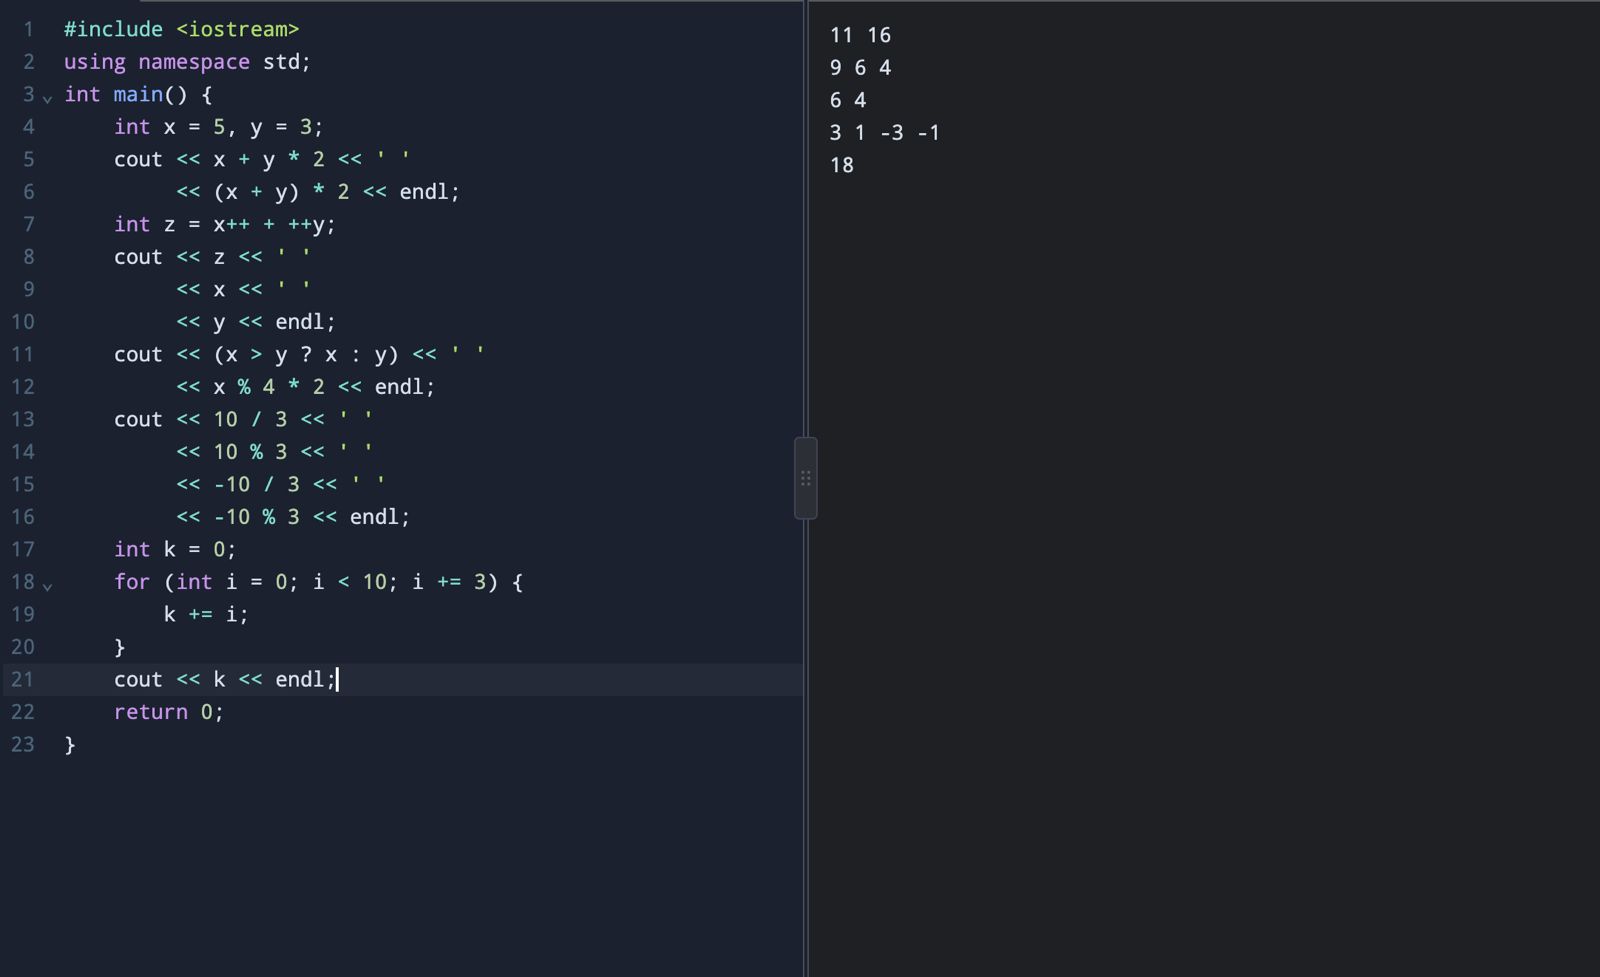 1 #include <iostream>
2 using namespace std;
3 int main() {
4     int x = 5, y = 3;
5     cout << x + y * 2 << ' '
6          << (x + y) * 2 << endl;
7     int z = x++ + ++y;
8     cout << z << ' '
9          << x << ' '
10          << y << endl;
11     cout << (x > y ? x : y) << ' '
12          << x % 4 * 2 << endl;
13     cout << 10 / 3 << ' '
14          << 10 % 3 << ' '
15          << -10 / 3 << ' '
16          << -10 % 3 << endl;
17     int k = 0;
18     for (int i = 0; i < 10; i += 3) {
19         k += i;
20     }
21     cout << k << endl;
22     return 0;
23 }
11 16
9 6 4
6 4
3 1 -3 -1
18